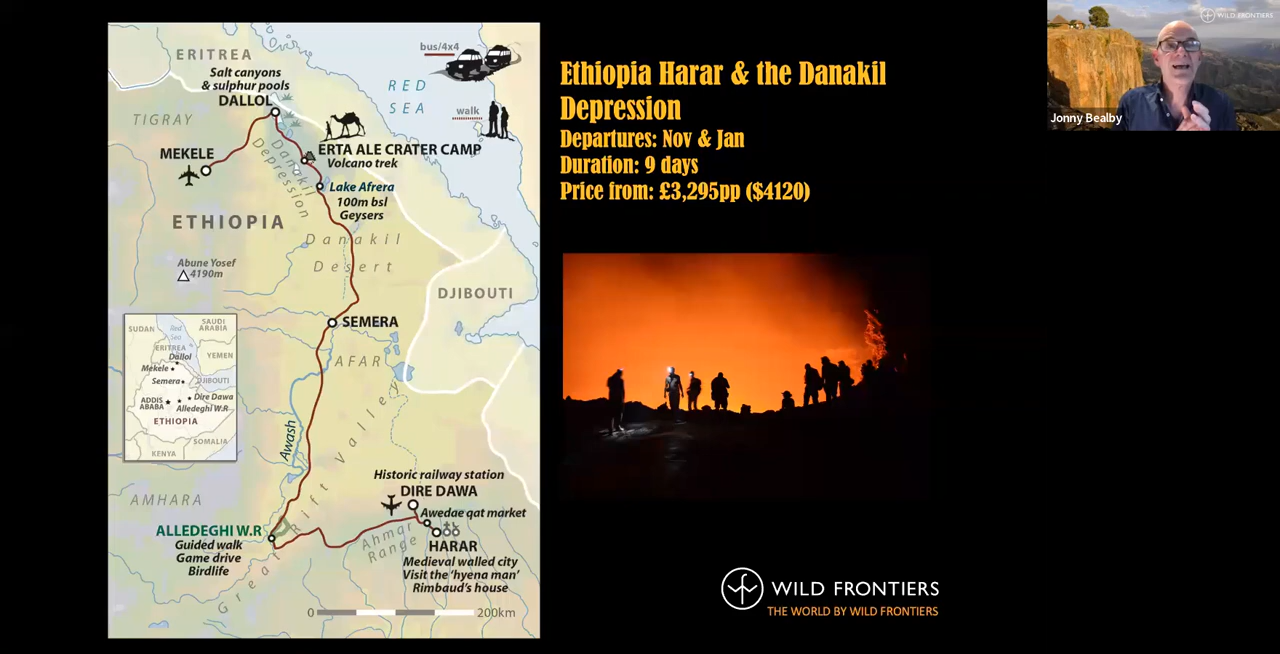 ERITREA
Salt canyons
& sulphur pools
DALLOL
TIGRAY
MEKELE
bus/4x4
RED
SEA
walk
ERTA ALE CRATER CAMP
Volcano trek
Danakil
Depression
Lake Afrera
100m bsl
Geysers
ETHIOPIA
Danakil
Desert
Abune Yosef
4190m
DJIBOUTI
SEMERA
AFAR
SUDAN
Red
Sea
SAUDI
ARABIA
ERITREA
YEMEN
Dallol
Mekele
Semera
DJIBOUTI
ADDIS
ABABA
Dire Dawa
Alledeghi W.R
ETHIOPIA
SOMALIA
KENYA
Awash
Great Rift Valley
AMHARA
Historic railway station
DIRE DAWA
Awedae qat market
ALLEDEGHI W.R
Guided walk
Game drive
Birdlife
Ahmar
Range
HARAR
Medieval walled city
Visit the ‘hyena man’
Rimbaud’s house
0 200km
Ethiopia Harar & the Danakil
Depression
Departures: Nov & Jan
Duration: 9 days
Price from: £3,295pp ($4120)
WILD FRONTIERS
THE WORLD BY WILD FRONTIERS
WILD FRONTIERS
Jonny Bealby